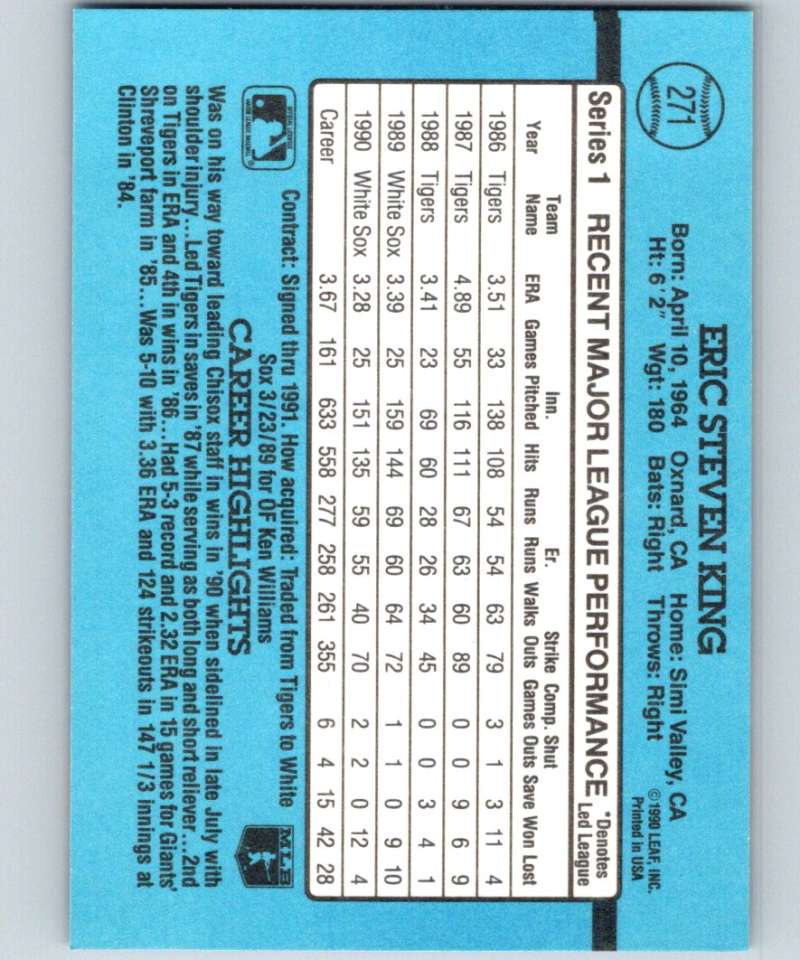 271
ERIC STEVEN KING
Born: April 10, 1964 Oxnard, CA Home: Simi Valley, CA
Ht: 6'2" Wgt: 180 Bats: Right Throws: Right
©1990 LEAF, INC.
Printed in USA
Series 1 RECENT MAJOR LEAGUE PERFORMANCE *Denotes Led League
Team Inn. Er. Strike Comp. Shut
Year Name ERA Games Pitched Hits Runs Runs Walks Outs Games Outs Save Won Lost
1986 Tigers 3.51 33 138 108 54 54 63 79 3 1 3 11 4
1987 Tigers 4.89 55 116 111 67 63 60 89 0 0 9 6 9
1988 Tigers 3.41 23 69 60 28 26 34 45 0 0 3 4 1
1989 White Sox 3.39 25 159 144 69 60 64 72 1 1 0 9 10
1990 White Sox 3.28 25 151 135 59 55 40 70 2 2 0 12 4
Career 3.67 161 633 558 277 258 261 355 6 4 15 42 28
Contract: Signed thru 1991. How acquired: Traded from Tigers to White
Sox 3/23/89 for OF Ken Williams
MLB
CAREER HIGHLIGHTS
Was on his way toward leading Chisox staff in wins in '90 when sidelined in late July with
shoulder injury...Led Tigers in saves in '87 while serving as both long and short reliever...2nd
on Tigers in ERA and 4th in wins in '86...Had 5-3 record and 2.32 ERA in 15 games for Giants'
Shreveport farm in '85...Was 5-10 with 3.36 ERA and 124 strikeouts in 147 1/3 innings at
Clinton in '84.